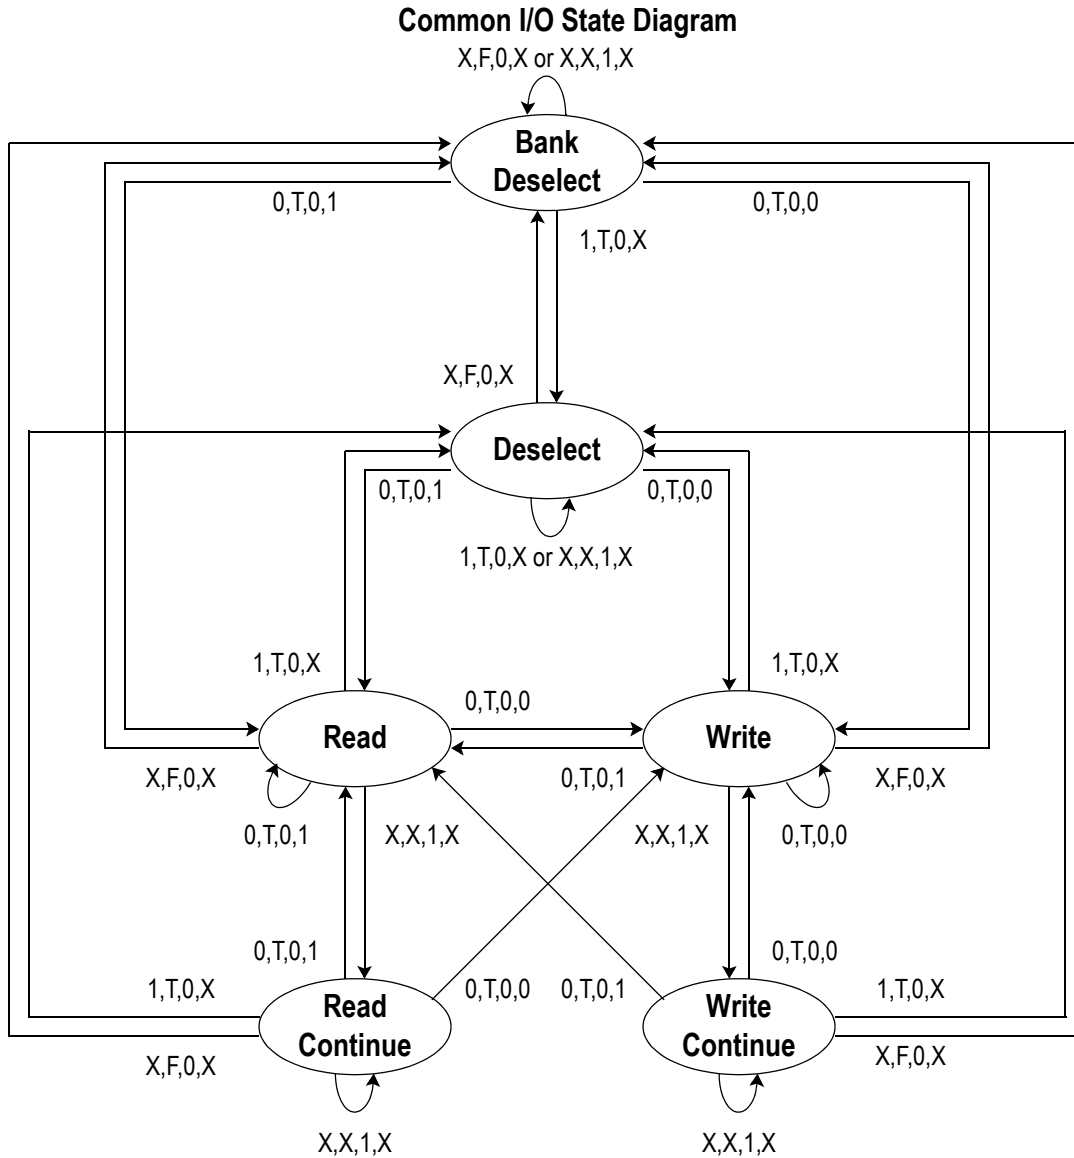 Common I/O State Diagram
X,F,0,X or X,X,1,X
Bank
Deselect
0,T,0,1
0,T,0,0
1,T,0,X
X,F,0,X
Deselect
0,T,0,1
0,T,0,0
1,T,0,X or X,X,1,X
1,T,0,X
1,T,0,X
0,T,0,0
Read
Write
X,F,0,X
0,T,0,1
X,F,0,X
0,T,0,1
X,X,1,X
X,X,1,X
0,T,0,0
0,T,0,1
0,T,0,0
1,T,0,X
0,T,0,0
0,T,0,1
1,T,0,X
Read
Continue
Write
Continue
X,F,0,X
X,F,0,X
X,X,1,X
X,X,1,X